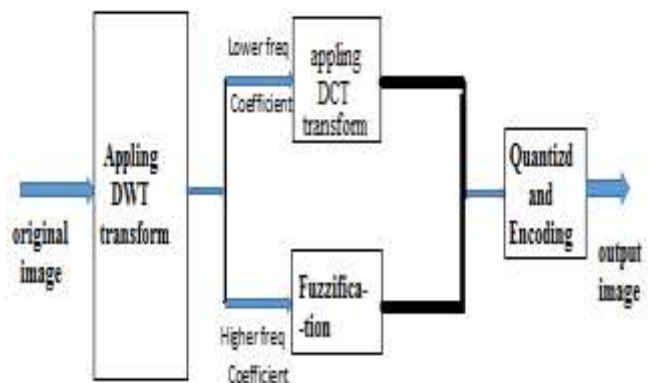 original
image
Appling
DWT
transform
Lower freq
Coefficient
appling
DCT
transform
Higher freq
Coefficient
Fuzzifica-
-tion
Quantizd
and
Encoding
output
image